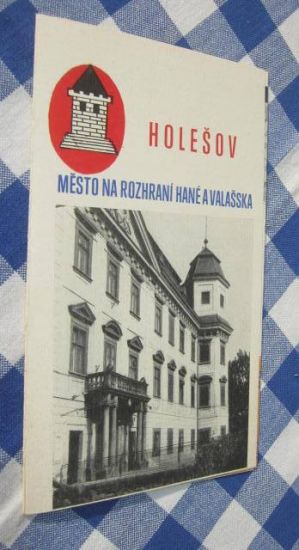 HOLEŠOV
MĚSTO NA ROZHRANÍ HANÉ A VALAŠSKA